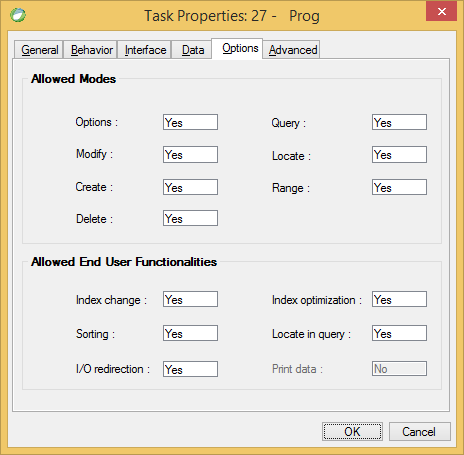 Task Properties: 27 - Prog
General Behavior Interface Data Options Advanced
Allowed Modes
Options : Yes Query : Yes
Modify : Yes Locate : Yes
Create : Yes Range : Yes
Delete : Yes
Allowed End User Functionalities
Index change : Yes Index optimization : Yes
Sorting : Yes Locate in query : Yes
I/O redirection : Yes Print data : No
OK Cancel